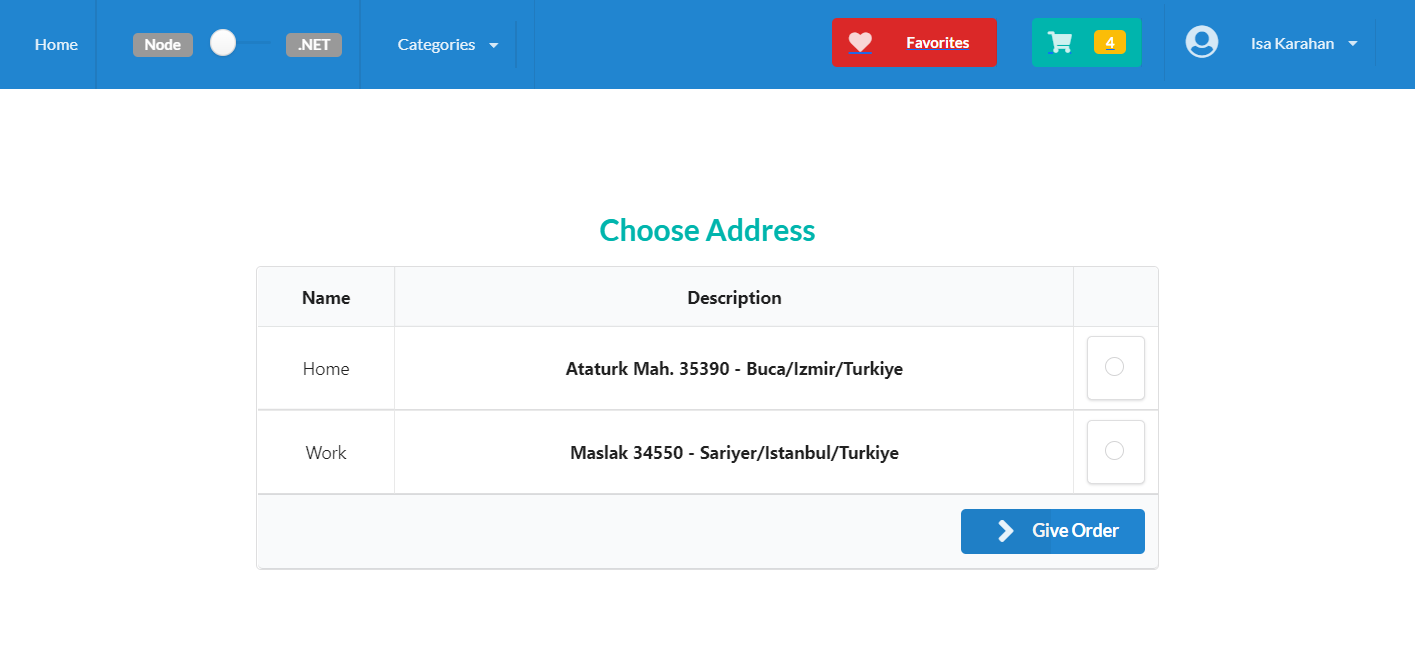 Home Node .NET Categories Favorites 4 Isa Karahan
Choose Address
Name Description
Home Ataturk Mah. 35390 - Buca/Izmir/Turkiye
Work Maslak 34550 - Sariyer/Istanbul/Turkiye
Give Order